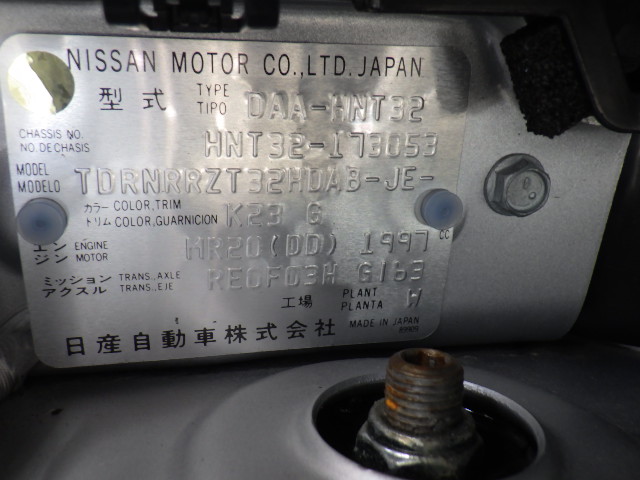 NISSAN MOTOR CO.,LTD.JAPAN
型式 TYPE TIPO DAA-HNT32
CHASSIS NO. NO.DE CHASIS HNT32-173053
MODEL MODELO TDRNRRZT32HDAB-JE-
カラー COLOR,TRIM トリム COLOR,GUARNICION K23 G
エンジン ENGINE MOTOR MR20(DD) 1997 cc
ミッション TRANS.,AXLE アクスル TRANS.,EJE RE0F03H G163
工場 PLANT PLANTA W
日産自動車株式会社 MADE IN JAPAN